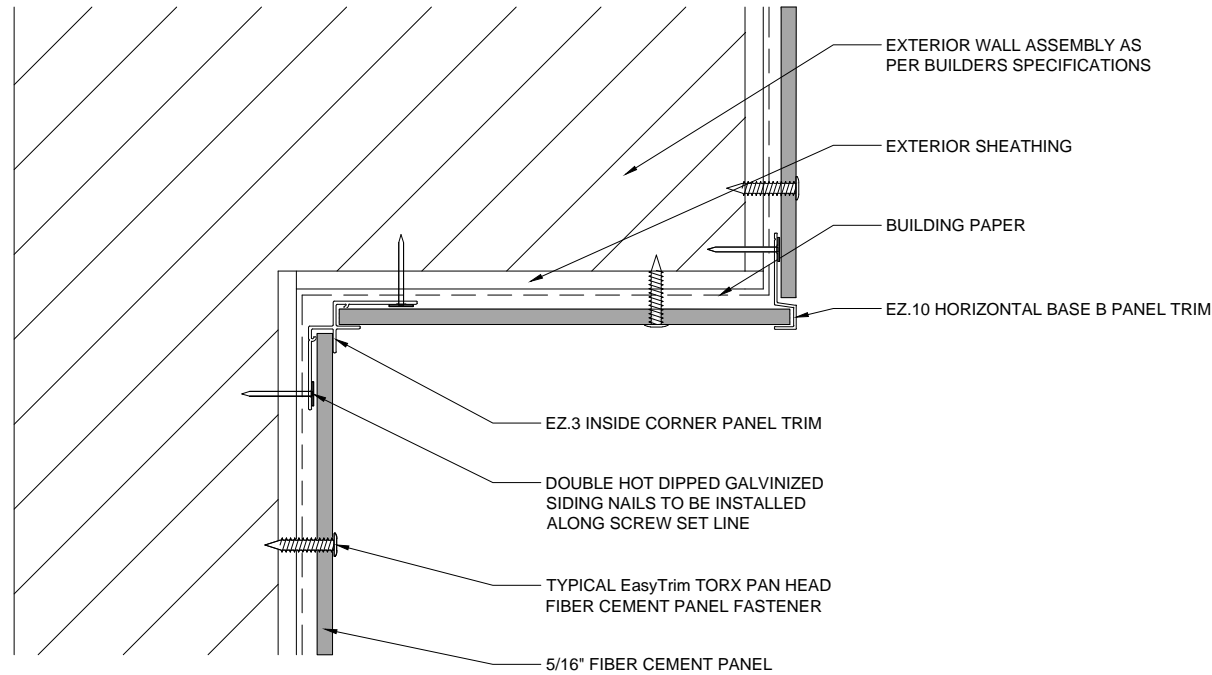 EXTERIOR WALL ASSEMBLY AS
PER BUILDERS SPECIFICATIONS
EXTERIOR SHEATHING
BUILDING PAPER
EZ.10 HORIZONTAL BASE B PANEL TRIM
EZ.3 INSIDE CORNER PANEL TRIM
DOUBLE HOT DIPPED GALVINIZED
SIDING NAILS TO BE INSTALLED
ALONG SCREW SET LINE
TYPICAL EasyTrim TORX PAN HEAD
FIBER CEMENT PANEL FASTENER
5/16" FIBER CEMENT PANEL